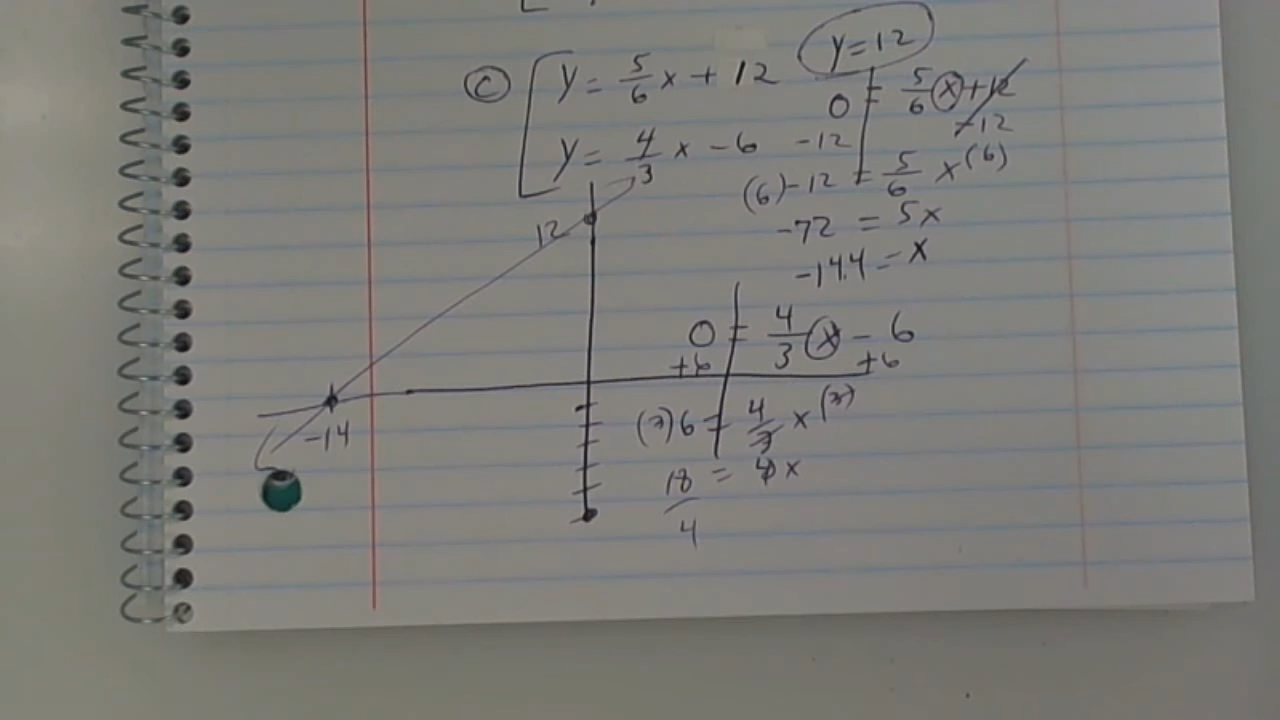 y = 12
C y = 5/6 x + 12
0 = 5/6 x + 12
-12 -12
y = 4/3 x - 6
(6) -12 = 5/6 x (6)
-72 = 5x
-14.4 = x
12
0 = 4/3 x - 6
+6 +6
-14
(3) 6 = 4/3 x (3)
18/4 = 4x